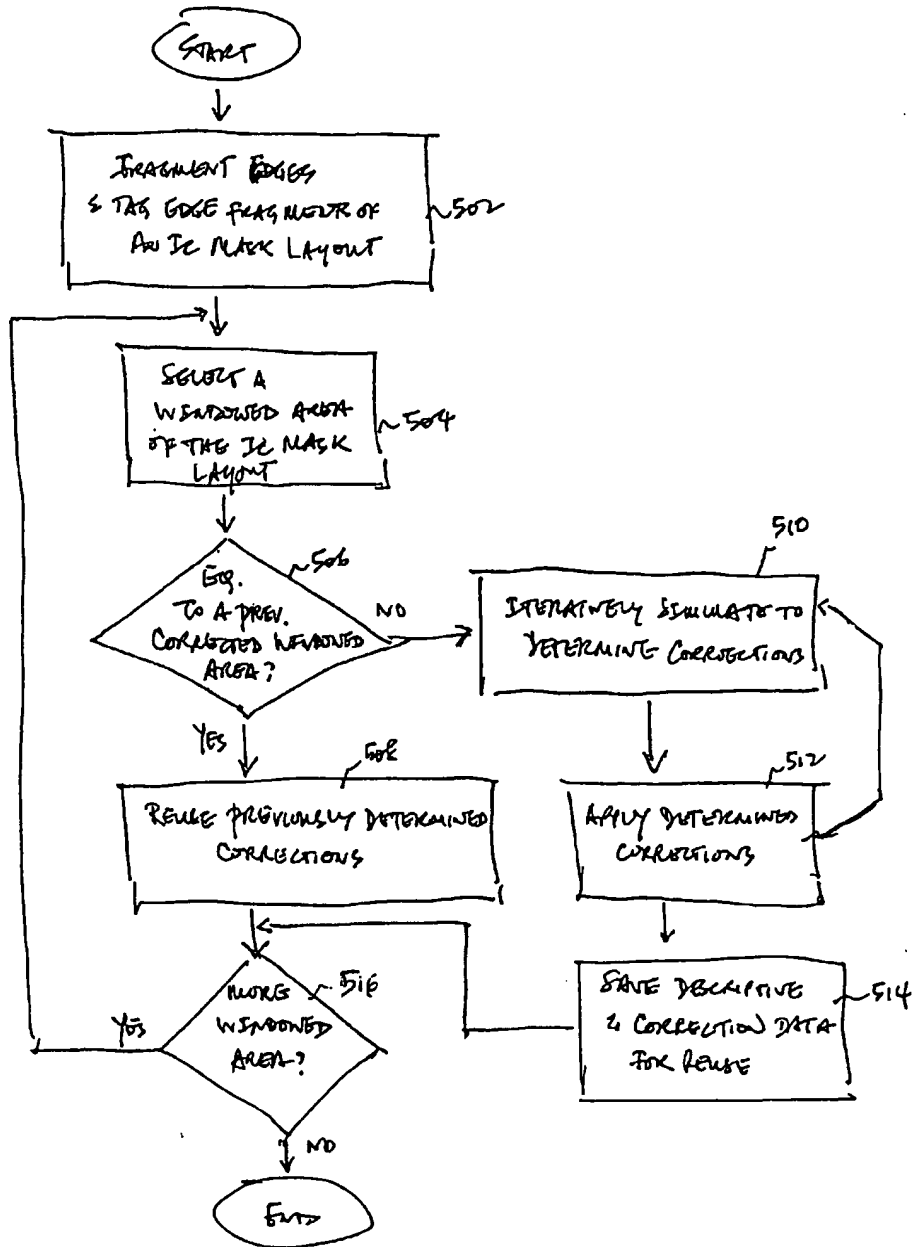 START
FRAGMENT EDGES
& TAG EDGE FRAGMENTS OF
AN IC MASK LAYOUT
502
SELECT A
WINDOWED AREA
OF THE IC MASK
LAYOUT
504
EQ.
TO A PREV.
CORRECTED WINDOWED
AREA?
506
NO
510
ITERATIVELY SIMULATE TO
DETERMINE CORRECTIONS
YES
508
REUSE PREVIOUSLY DETERMINED
CORRECTIONS
512
APPLY DETERMINED
CORRECTIONS
MORE
WINDOWED
AREA?
516
YES
SAVE DESCRIPTIVE
& CORRECTION DATA
FOR REUSE
514
NO
END